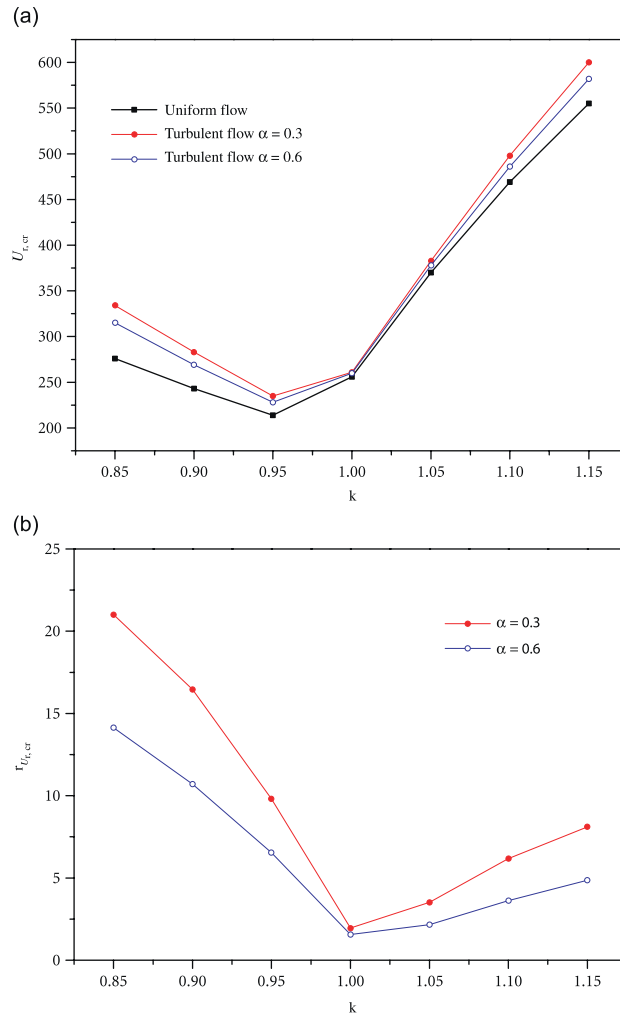 (a)
600
550
500
450
400
350
300
250
200
U r, cr
Uniform flow
Turbulent flow α = 0.3
Turbulent flow α = 0.6
0.85 0.90 0.95 1.00 1.05 1.10 1.15
k
(b)
25
20
15
10
5
0
r U r, cr
α = 0.3
α = 0.6
0.85 0.90 0.95 1.00 1.05 1.10 1.15
k